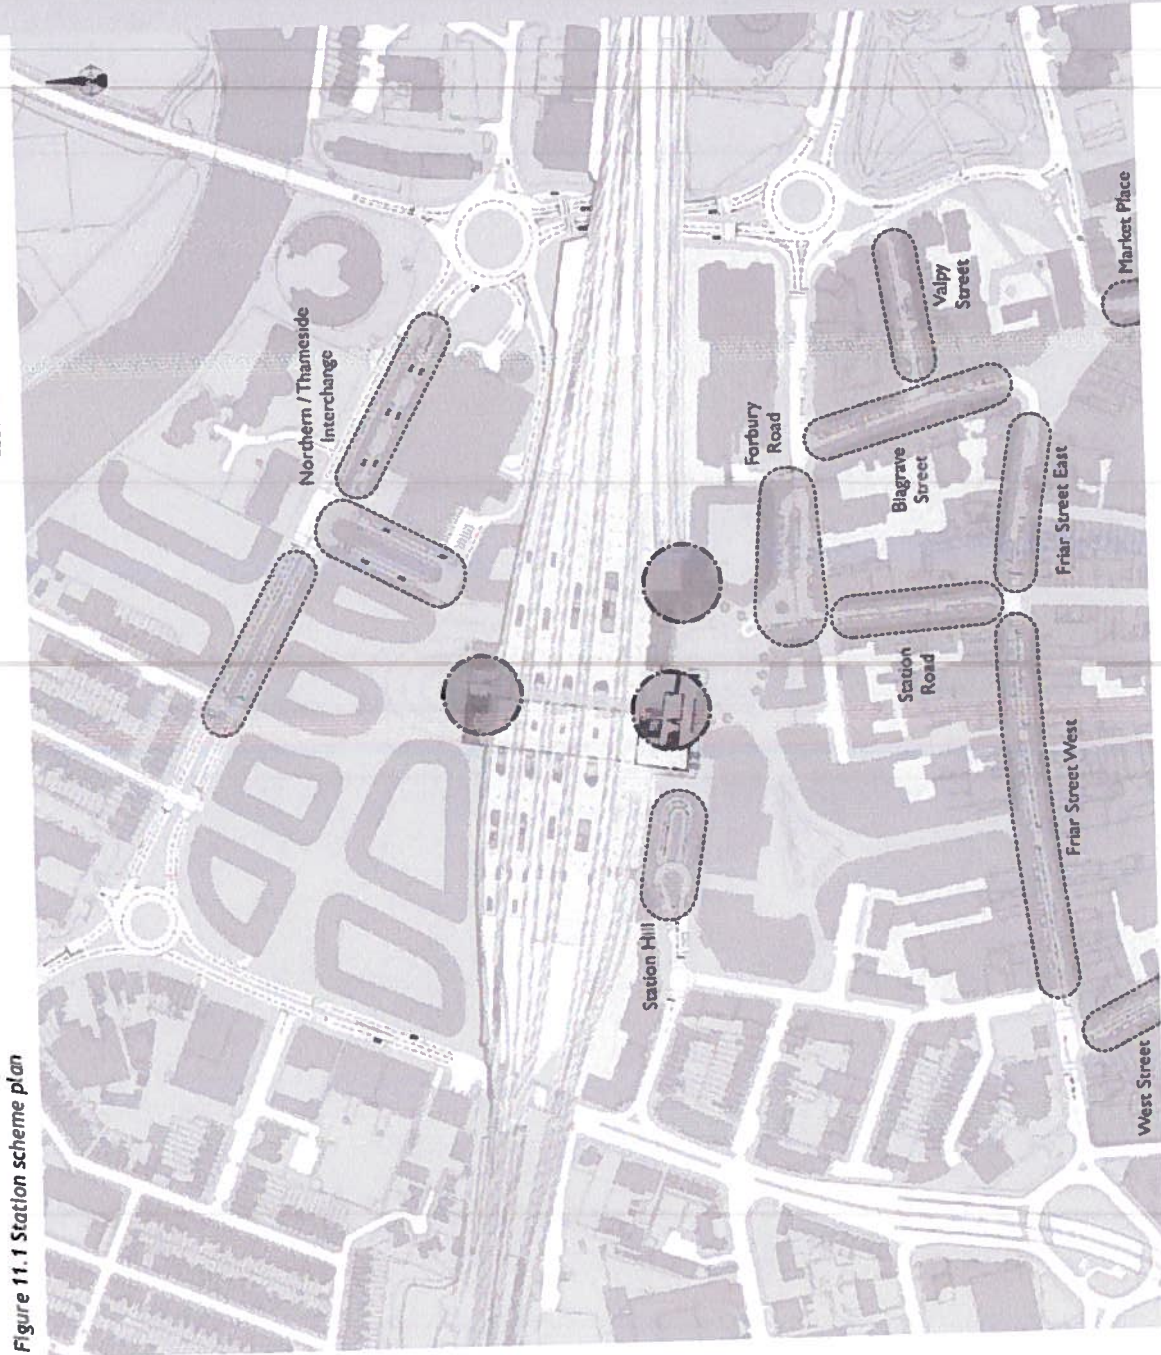 Figure 11.1 Station scheme plan
Northern / Thameside
Interchange
Station Hill
Forbury
Road
Station
Road
Blagrave
Street
Valpy
Street
Friar Street West
Friar Street East
Market Place
West Street